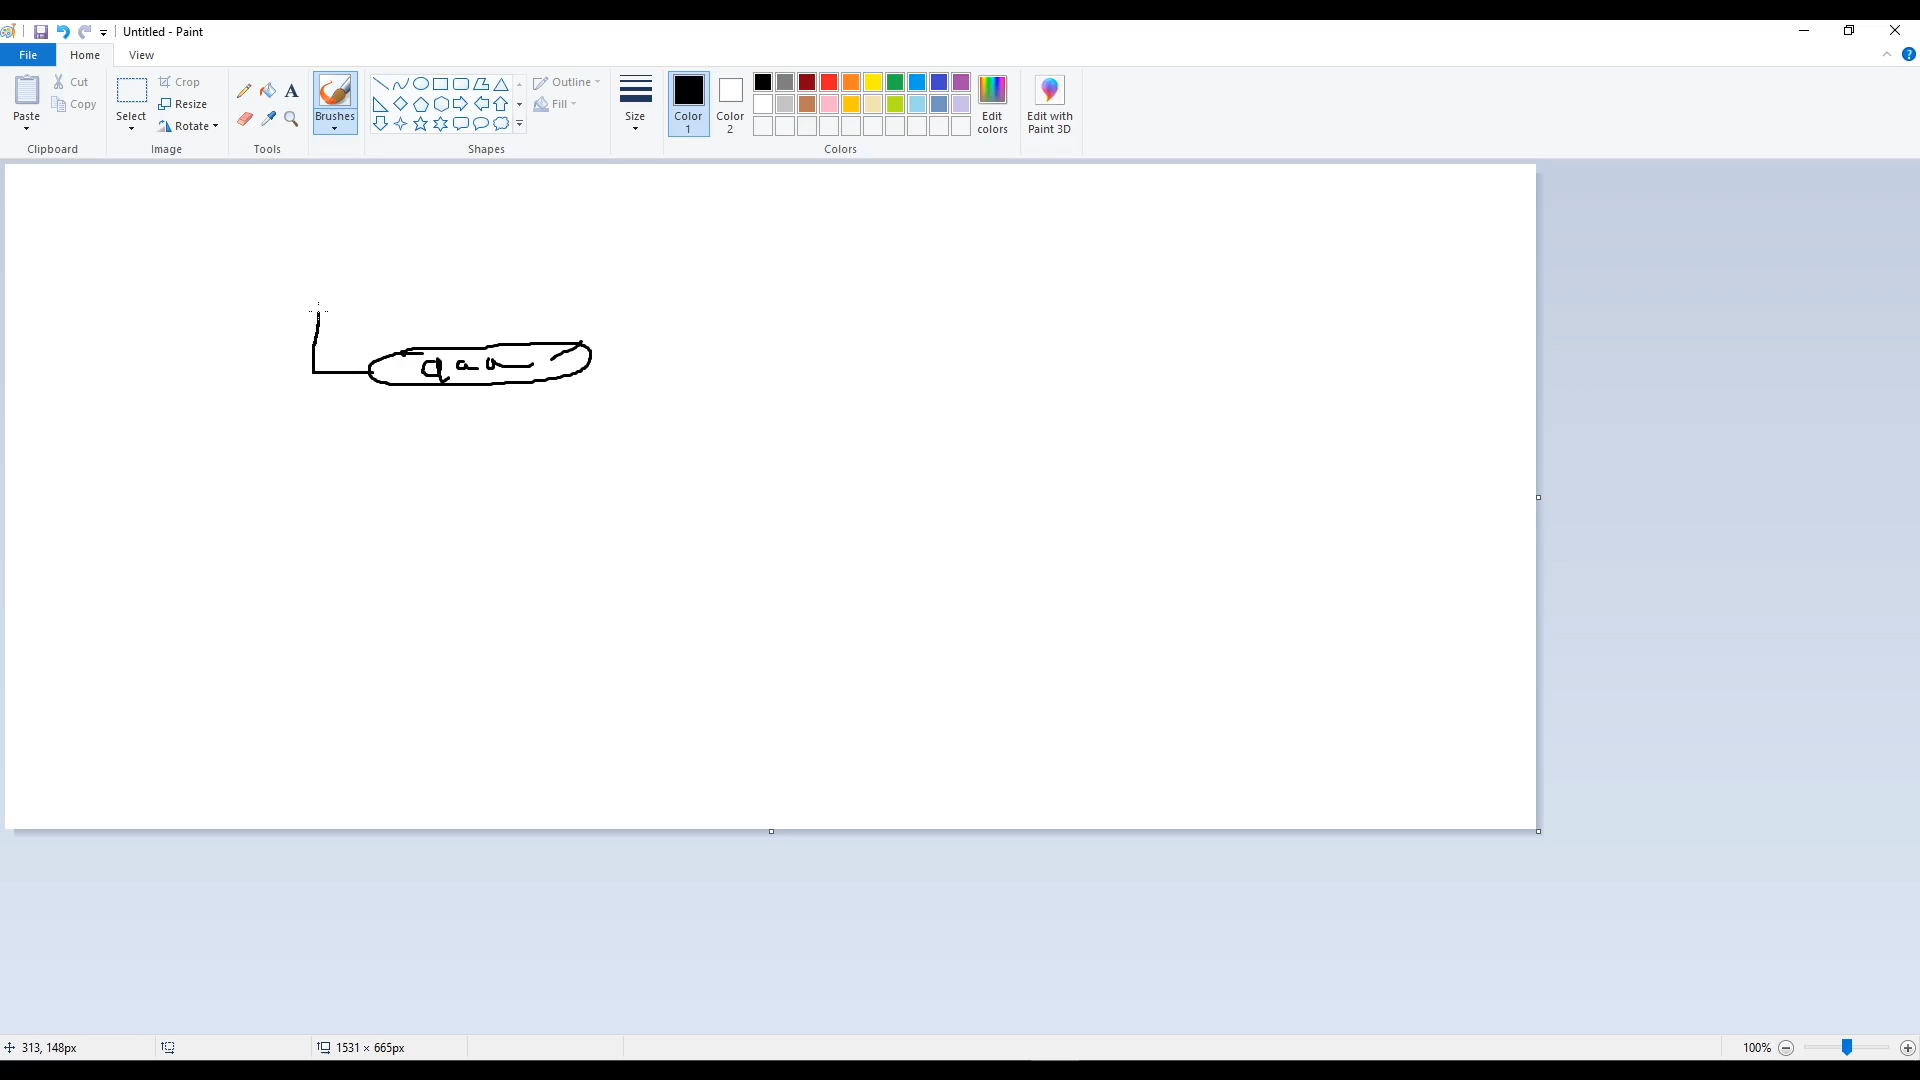 Untitled - Paint
File Home View
Paste Cut Copy Clipboard
Select Crop Resize Rotate Image
Tools
Brushes
Shapes Outline Fill
Size
Color 1 Color 2 Edit colors Colors
Edit with Paint 3D
313, 148px 1531 × 665px 100%